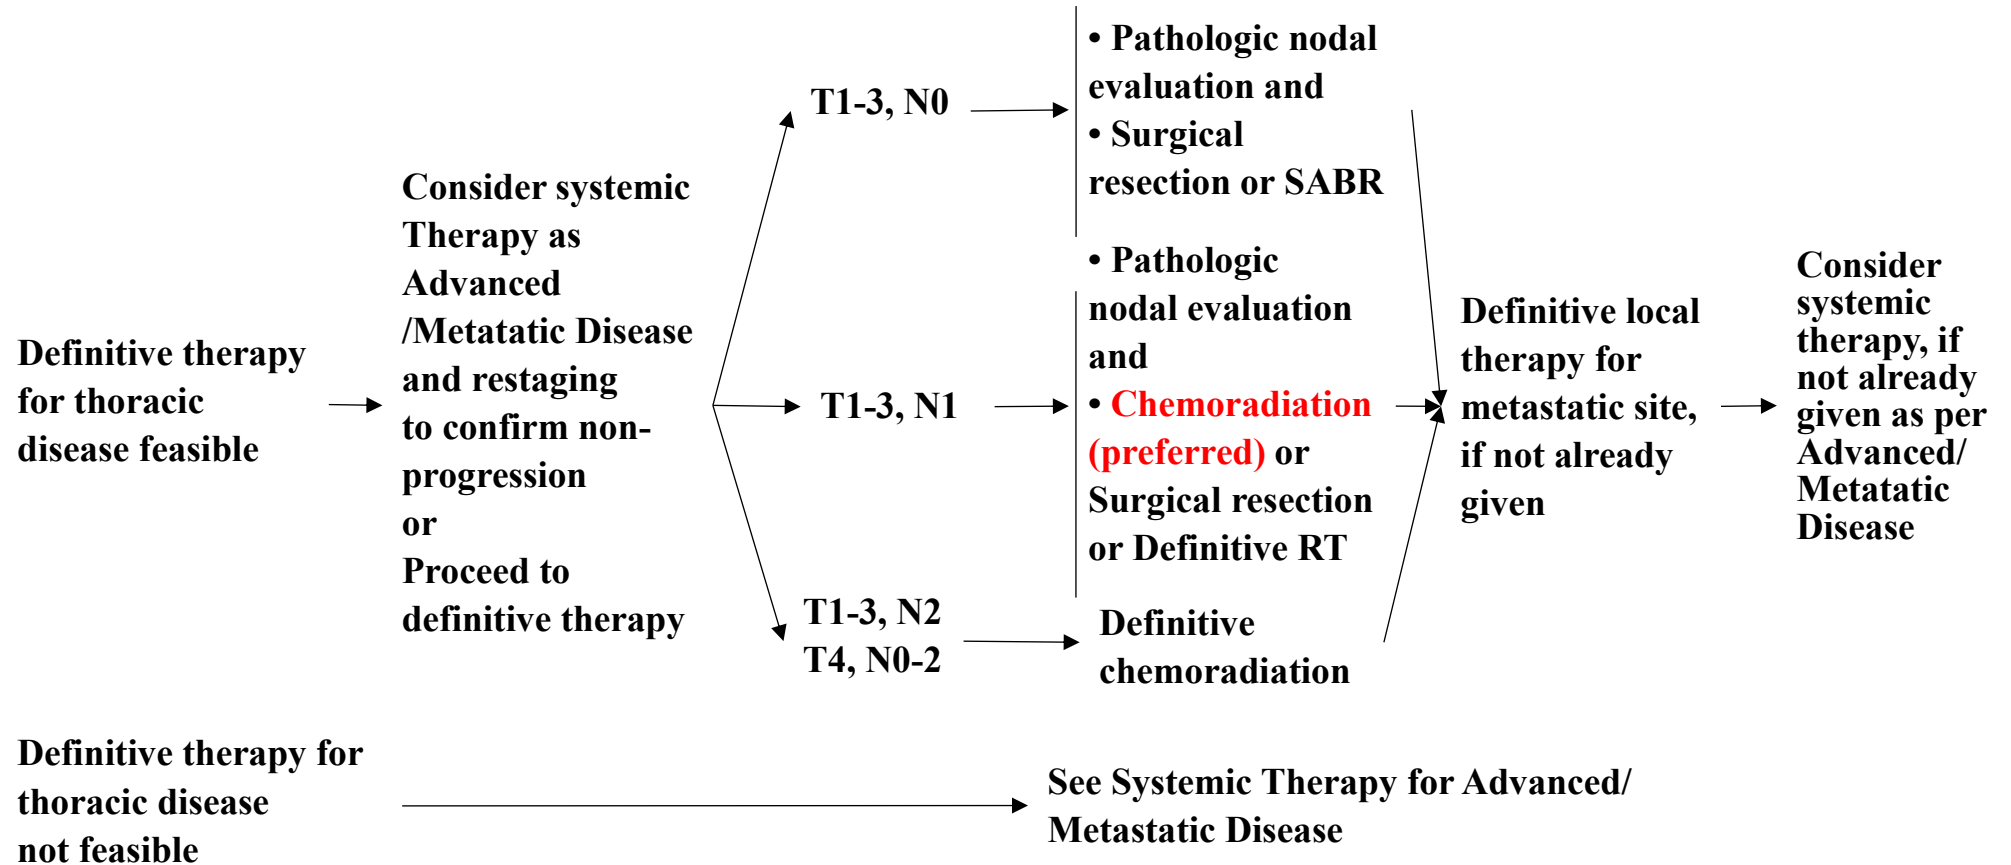 Definitive therapy
for thoracic
disease feasible
Consider systemic
Therapy as
Advanced
/Metatatic Disease
and restaging
to confirm non-
progression
or
Proceed to
definitive therapy
T1-3, N0
• Pathologic nodal
evaluation and
• Surgical
resection or SABR
T1-3, N1
• Pathologic
nodal evaluation
and
• Chemoradiation
(preferred) or
Surgical resection
or Definitive RT
T1-3, N2
T4, N0-2
Definitive
chemoradiation
Definitive local
therapy for
metastatic site,
if not already
given
Consider
systemic
therapy, if
not already
given as per
Advanced/
Metatatic
Disease
Definitive therapy for
thoracic disease
not feasible
See Systemic Therapy for Advanced/
Metastatic Disease